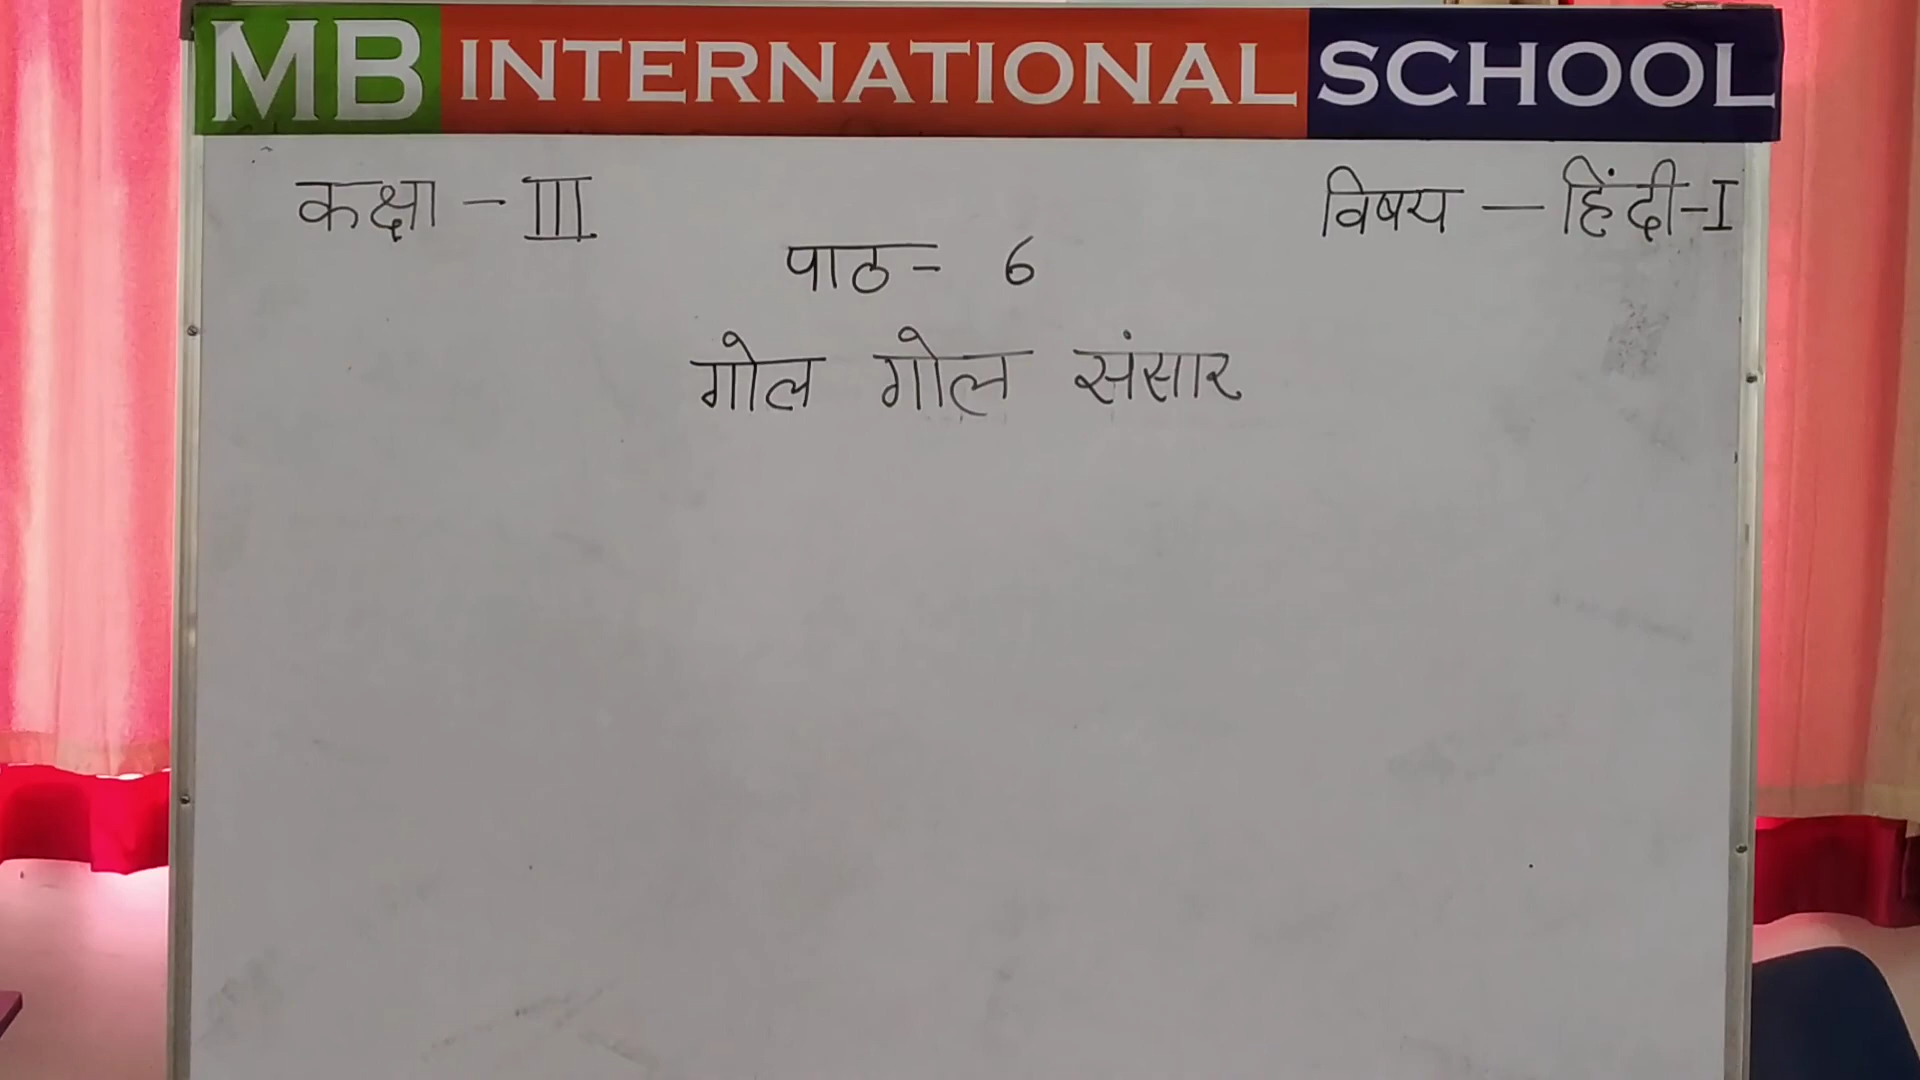 MB INTERNATIONAL SCHOOL
कक्षा - III
विषय — हिंदी-I
पाठ - 6
गोल गोल संसार